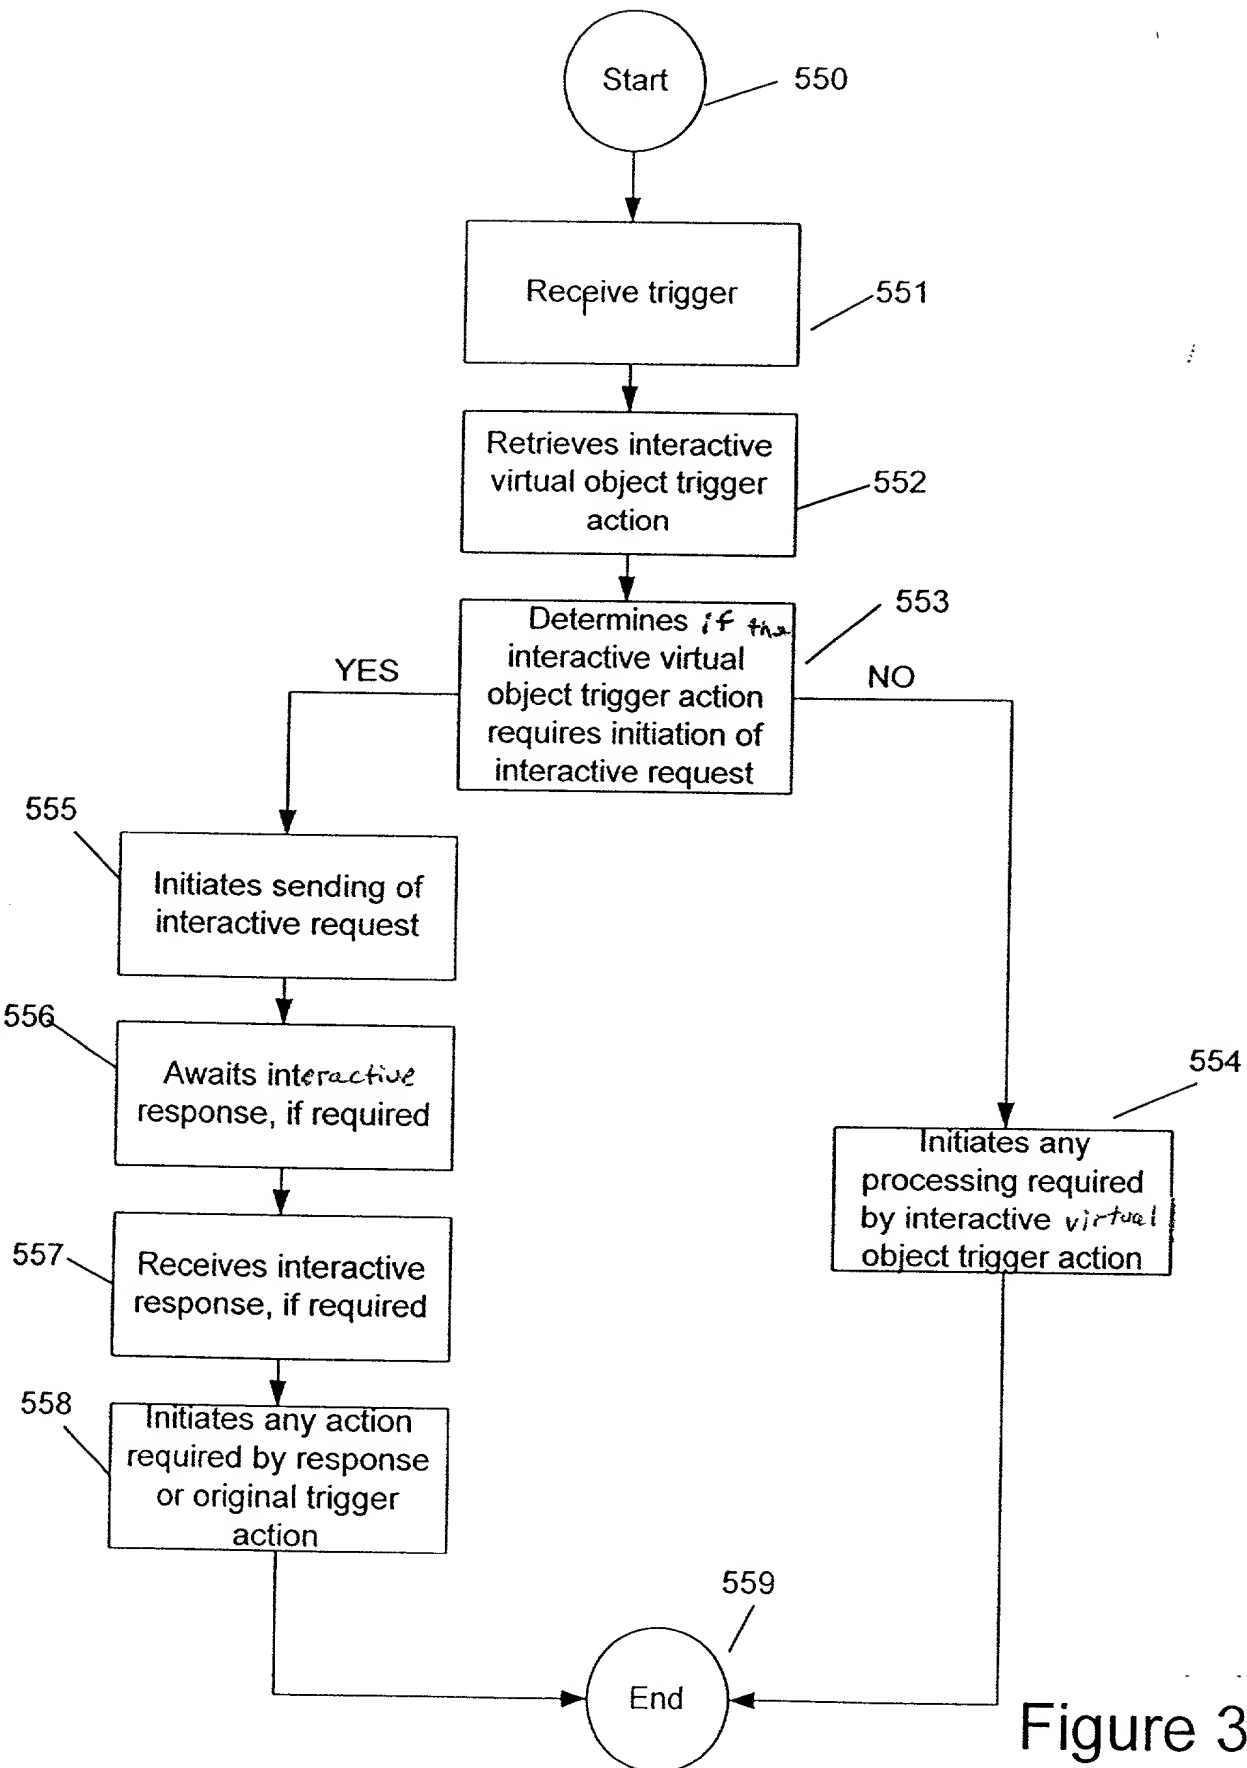 Start
550
Receive trigger
551
Retrieves interactive
virtual object trigger
action
552
553
Determines if the
interactive virtual
object trigger action
requires initiation of
interactive request
YES
NO
555
Initiates sending of
interactive request
556
Awaits interactive
response, if required
554
Initiates any
processing required
by interactive virtual
object trigger action
557
Receives interactive
response, if required
558
Initiates any action
required by response
or original trigger
action
559
End
Figure 3